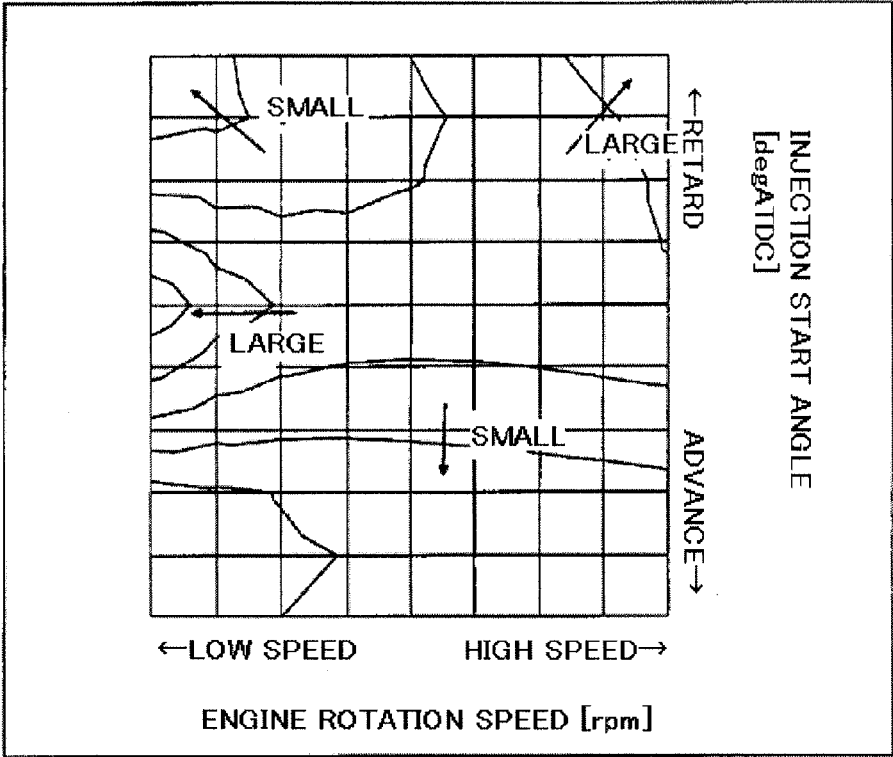 SMALL
LARGE
LARGE
SMALL
←RETARD
ADVANCE→
INJECTION START ANGLE
[degATDC]
←LOW SPEED
HIGH SPEED→
ENGINE ROTATION SPEED [rpm]